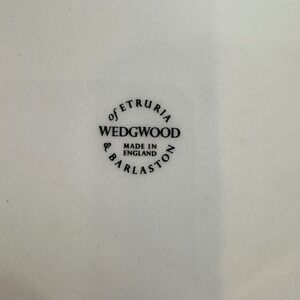 of ETRURIA
WEDGWOOD
MADE IN
ENGLAND
& BARLASTON